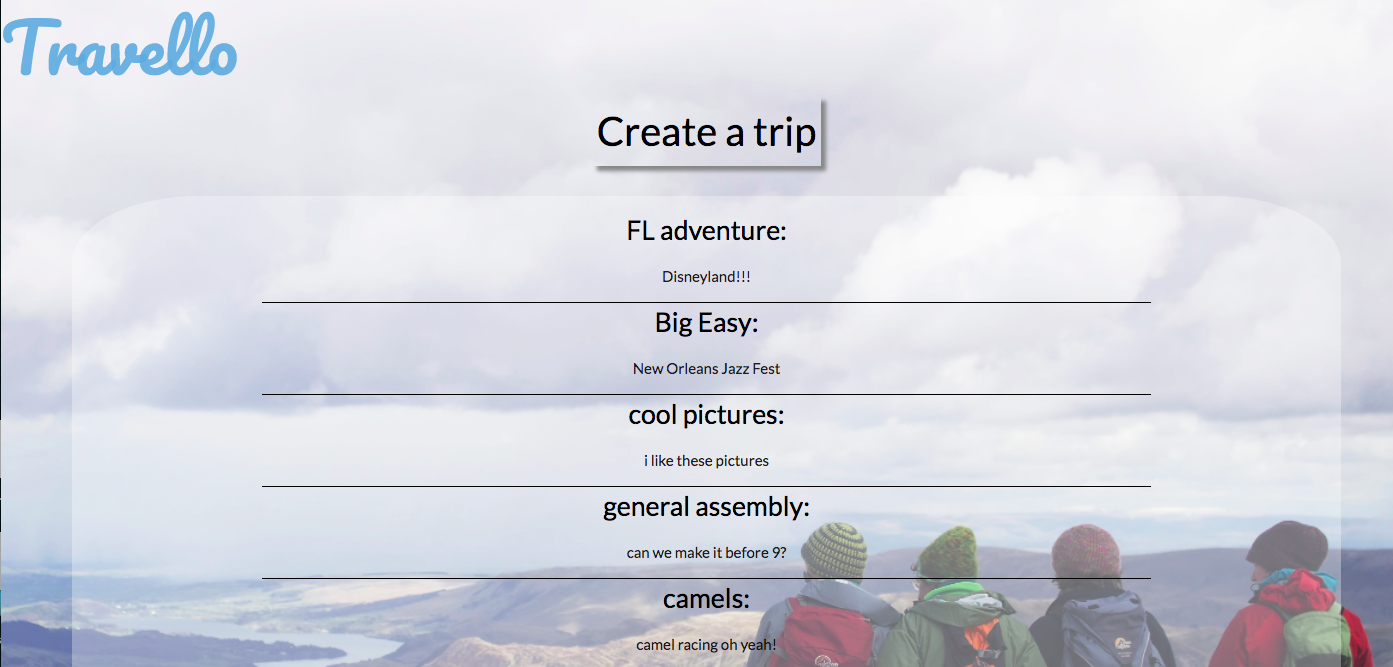 Travello
Create a trip
FL adventure:
Disneyland!!!
Big Easy:
New Orleans Jazz Fest
cool pictures:
i like these pictures
general assembly:
can we make it before 9?
camels:
camel racing oh yeah!